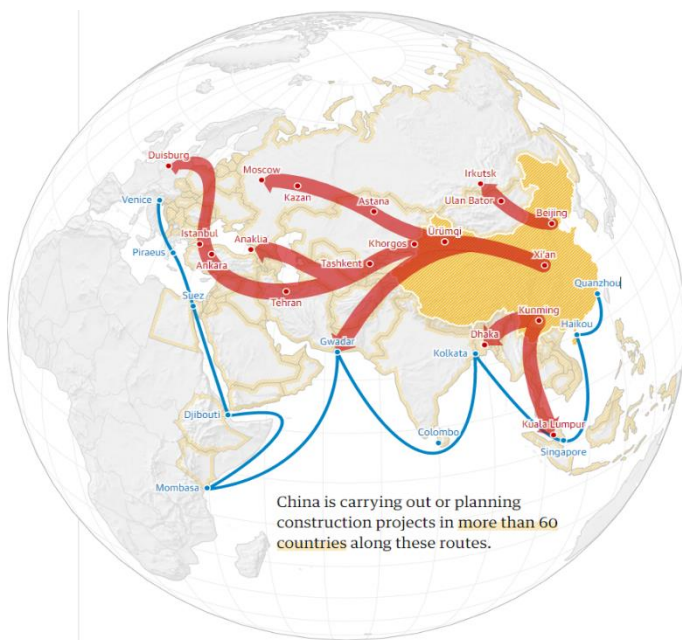 Duisburg
Moscow
Irkutsk
Kazan
Venice
Astana
Ulan Bator
Beijing
Istanbul
Anaklia
Khorgos
Urumqi
Piraeus
Ankara
Tashkent
Xi'an
Quanzhou
Suez
Tehran
Kunming
Haikou
Dhaka
Gwadar
Kolkata
Djibouti
Colombo
Kuala Lumpur
Singapore
Mombasa
China is carrying out or planning
construction projects in more than 60
countries along these routes.